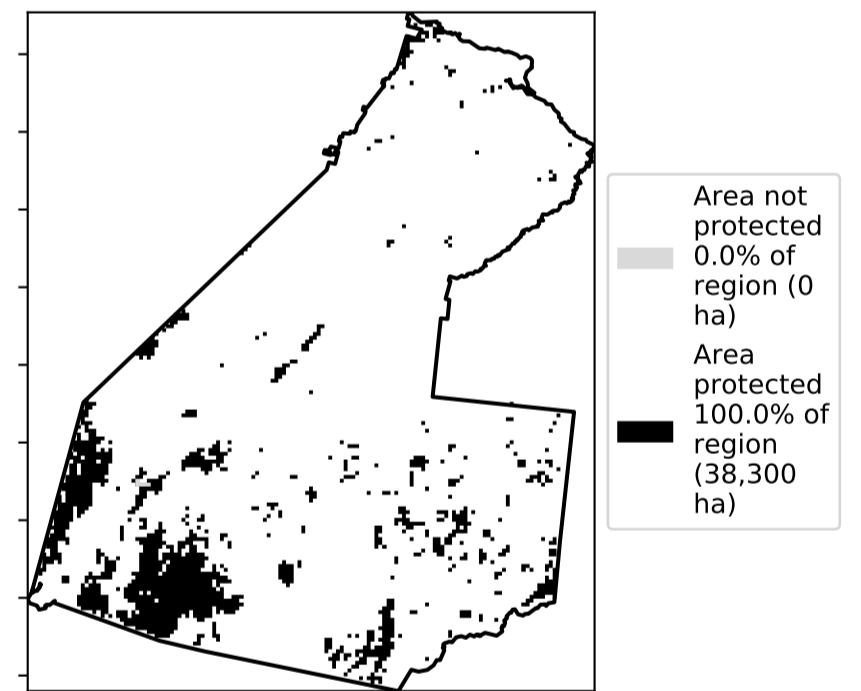 Area not
protected
0.0% of
region (0
ha)
Area
protected
100.0% of
region
(38,300
ha)